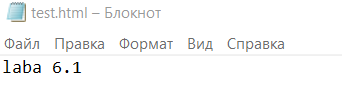 test.html – Блокнот
Файл Правка Формат Вид Справка
laba 6.1